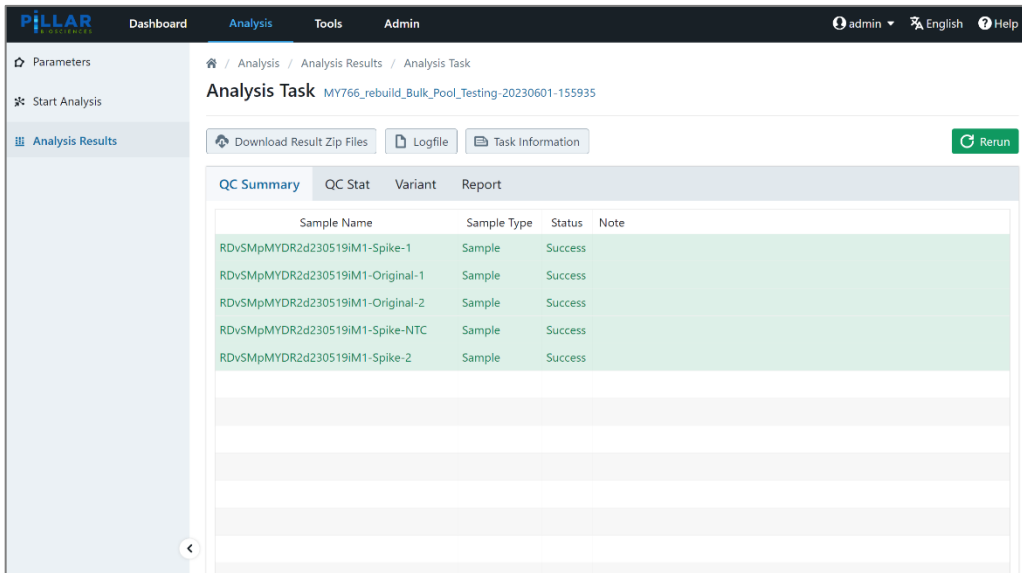 PiLLAR Dashboard Analysis Tools Admin admin English Help
BIOSCIENCES
Parameters
Start Analysis
Analysis Results
/ Analysis / Analysis Results / Analysis Task
Analysis Task MY766_rebuild_Bulk_Pool_Testing-20230601-155935
Download Result Zip Files Logfile Task Information Rerun
QC Summary QC Stat Variant Report
Sample Name Sample Type Status Note
RDvSMpMYDR2d230519iM1-Spike-1 Sample Success
RDvSMpMYDR2d230519iM1-Original-1 Sample Success
RDvSMpMYDR2d230519iM1-Original-2 Sample Success
RDvSMpMYDR2d230519iM1-Spike-NTC Sample Success
RDvSMpMYDR2d230519iM1-Spike-2 Sample Success